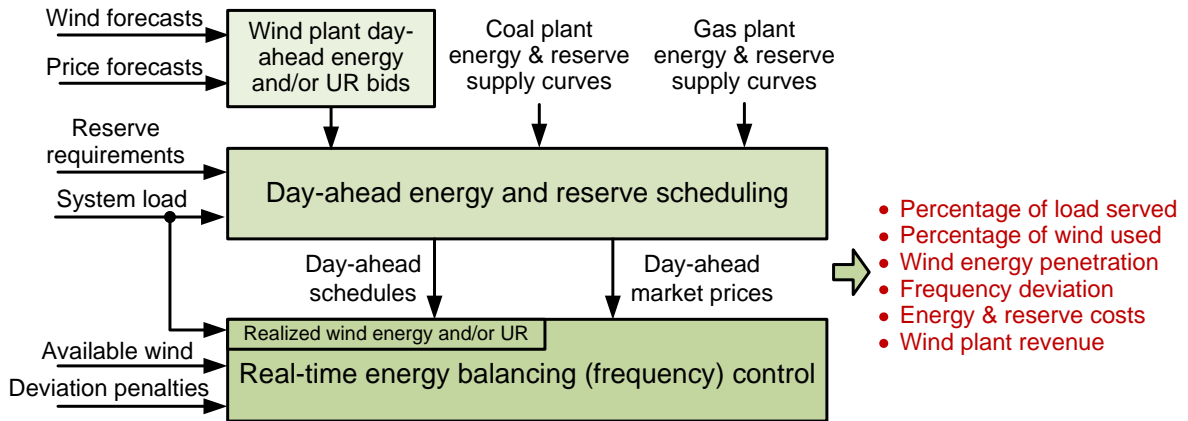 Wind forecasts
Price forecasts
Wind plant day-
ahead energy
and/or UR bids
Coal plant
energy & reserve
supply curves
Gas plant
energy & reserve
supply curves
Reserve
requirements
System load
Day-ahead energy and reserve scheduling
Day-ahead
schedules
Day-ahead
market prices
Realized wind energy and/or UR
Available wind
Deviation penalties
Real-time energy balancing (frequency) control
• Percentage of load served
• Percentage of wind used
• Wind energy penetration
• Frequency deviation
• Energy & reserve costs
• Wind plant revenue